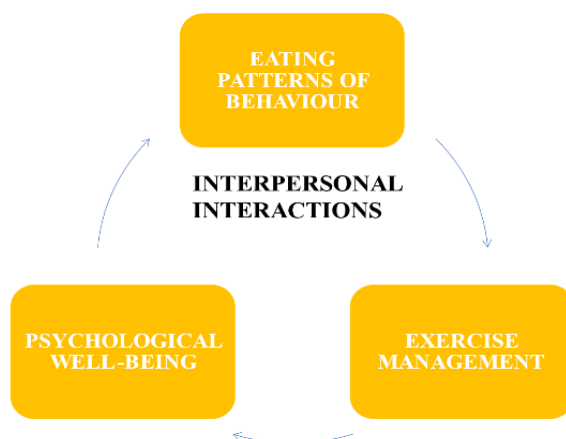 EATING
PATTERNS OF
BEHAVIOUR
INTERPERSONAL
INTERACTIONS
PSYCHOLOGICAL
WELL-BEING
EXERCISE
MANAGEMENT